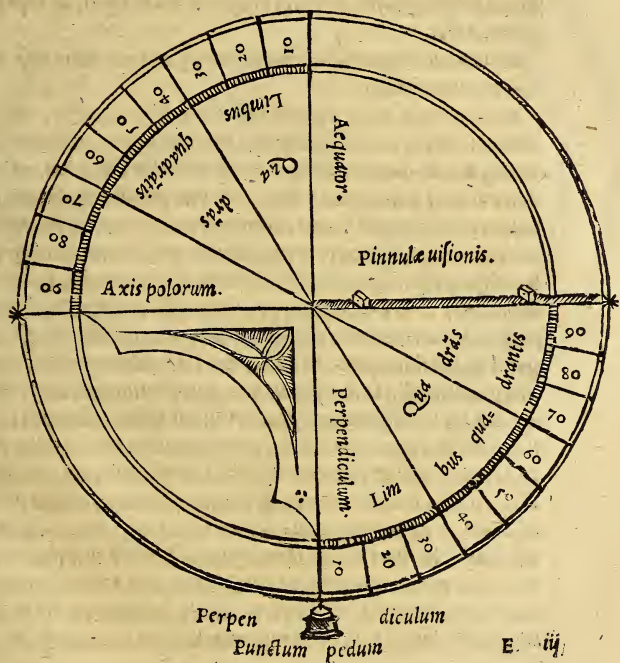 10
20
30
40
50
60
70
80
90
Limbus
quadrātis
Qua
drās
Aequator.
Pinnulæ uiſionis.
Axis polorum.
Perpendiculum.
Qua
drās
Lim
bus qua=
drantis
90
80
70
60
50
40
30
20
10
Perpen diculum
Punctum pedum
E. iij